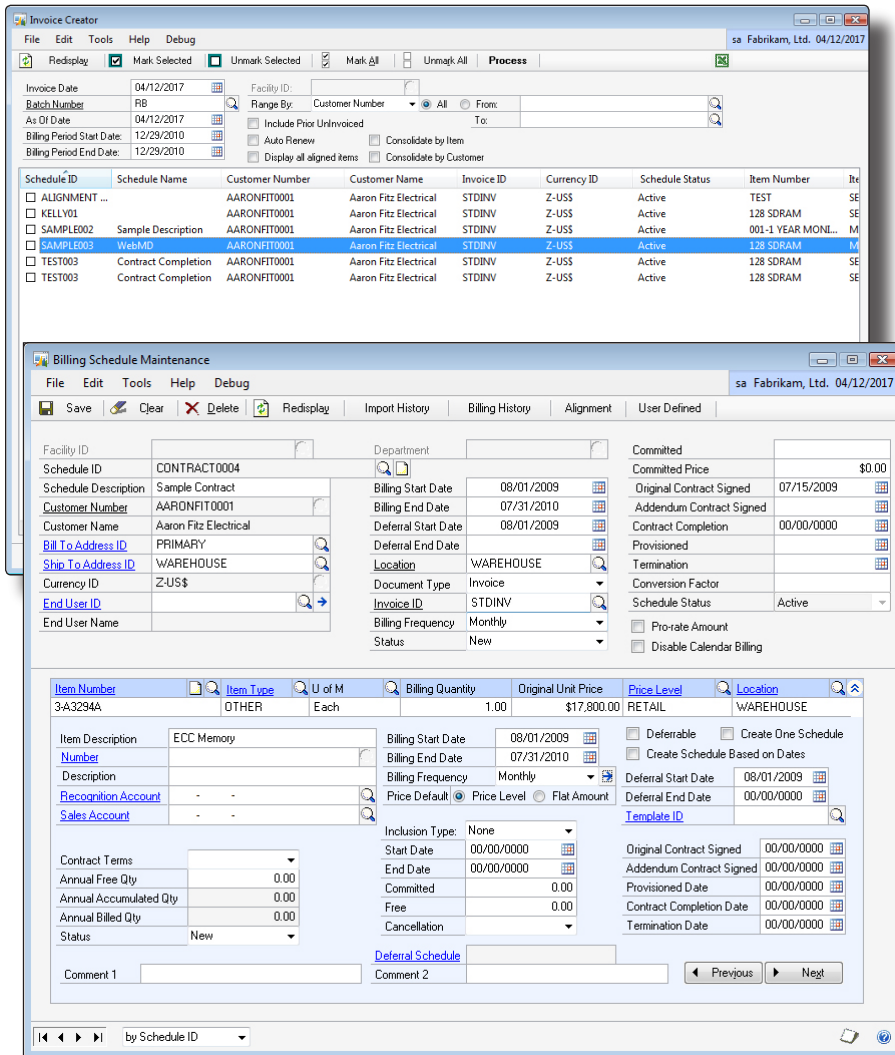 Invoice Creator
File Edit Tools Help Debug sa Fabrikam, Ltd. 04/12/2017
Redisplay Mark Selected Unmark Selected Mark All Unmark All Process
Invoice Date 04/12/2017 Facility ID:
Batch Number RB Range By: Customer Number All From:
As Of Date 04/12/2017 Include Prior UnInvoiced To:
Billing Period Start Date: 12/29/2010 Auto Renew Consolidate by Item
Billing Period End Date: 12/29/2010 Display all aligned items Consolidate by Customer
Schedule ID Schedule Name Customer Number Customer Name Invoice ID Currency ID Schedule Status Item Number Ite
ALIGNMENT ... AARONFIT0001 Aaron Fitz Electrical STDINV Z-US$ Active TEST SE
KELLY01 AARONFIT0001 Aaron Fitz Electrical STDINV Z-US$ Active 128 SDRAM SE
SAMPLE002 Sample Description AARONFIT0001 Aaron Fitz Electrical STDINV Z-US$ Active 001-1 YEAR MONI... M
SAMPLE003 WebMD AARONFIT0001 Aaron Fitz Electrical STDINV Z-US$ Active 128 SDRAM M
TEST003 Contract Completion AARONFIT0001 Aaron Fitz Electrical STDINV Z-US$ Active 128 SDRAM SE
TEST003 Contract Completion AARONFIT0001 Aaron Fitz Electrical STDINV Z-US$ Active 128 SDRAM SE
Billing Schedule Maintenance
File Edit Tools Help Debug sa Fabrikam, Ltd. 04/12/2017
Save Clear Delete Redisplay Import History Billing History Alignment User Defined
Facility ID Department Committed
Schedule ID CONTRACT0004 Committed Price $0.00
Schedule Description Sample Contract Billing Start Date 08/01/2009 Original Contract Signed 07/15/2009
Customer Number AARONFIT0001 Billing End Date 07/31/2010 Addendum Contract Signed
Customer Name Aaron Fitz Electrical Deferral Start Date 08/01/2009 Contract Completion 00/00/0000
Bill To Address ID PRIMARY Deferral End Date Provisioned
Ship To Address ID WAREHOUSE Location WAREHOUSE Termination
Currency ID Z-US$ Document Type Invoice Conversion Factor
End User ID Invoice ID STDINV Schedule Status Active
End User Name Billing Frequency Monthly Pro-rate Amount
Status New Disable Calendar Billing
Item Number Item Type U of M Billing Quantity Original Unit Price Price Level Location
3-A3294A OTHER Each 1.00 $17,800.00 RETAIL WAREHOUSE
Item Description ECC Memory Billing Start Date 08/01/2009 Deferrable Create One Schedule
Number Billing End Date 07/31/2010 Create Schedule Based on Dates
Description Billing Frequency Monthly Deferral Start Date 08/01/2009
Recognition Account - - Price Default Price Level Flat Amount Deferral End Date 00/00/0000
Sales Account - - Template ID
Inclusion Type: None
Start Date 00/00/0000 Original Contract Signed 00/00/0000
Contract Terms End Date 00/00/0000 Addendum Contract Signed 00/00/0000
Annual Free Qty 0.00 Committed 0.00 Provisioned Date 00/00/0000
Annual Accumulated Qty 0.00 Free 0.00 Contract Completion Date 00/00/0000
Annual Billed Qty 0.00 Cancellation Termination Date 00/00/0000
Status New
Deferral Schedule
Comment 1 Comment 2 Previous Next
by Schedule ID